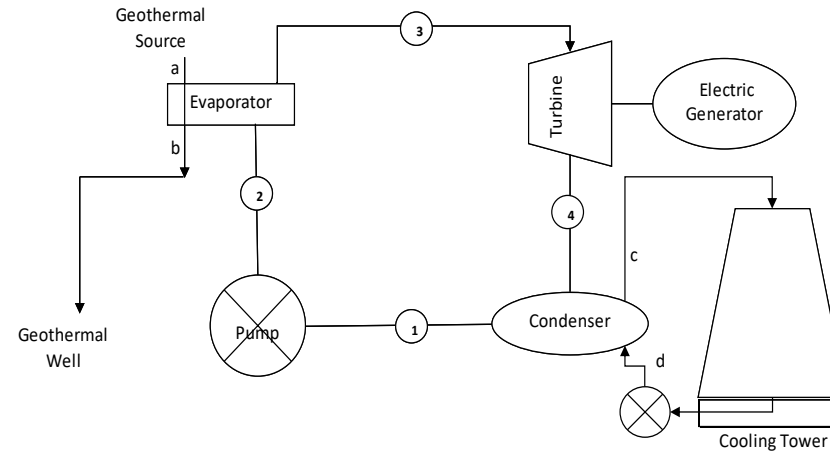 Geothermal
Source
a
3
Evaporator
Turbine
Electric
Generator
b
2
4
c
Pump
1
Condenser
d
Geothermal
Well
Cooling Tower